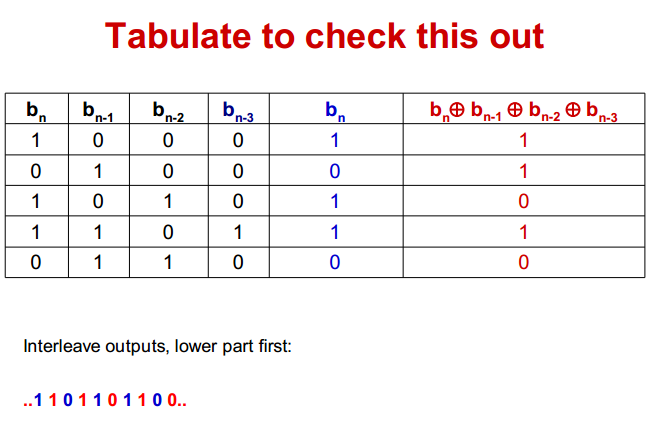 Tabulate to check this out
bn bn-1 bn-2 bn-3 bn bn⊕ bn-1 ⊕ bn-2 ⊕ bn-3
1 0 0 0 1 1
0 1 0 0 0 1
1 0 1 0 1 0
1 1 0 1 1 1
0 1 1 0 0 0
Interleave outputs, lower part first:
..1 1 0 1 1 0 1 1 0 0..